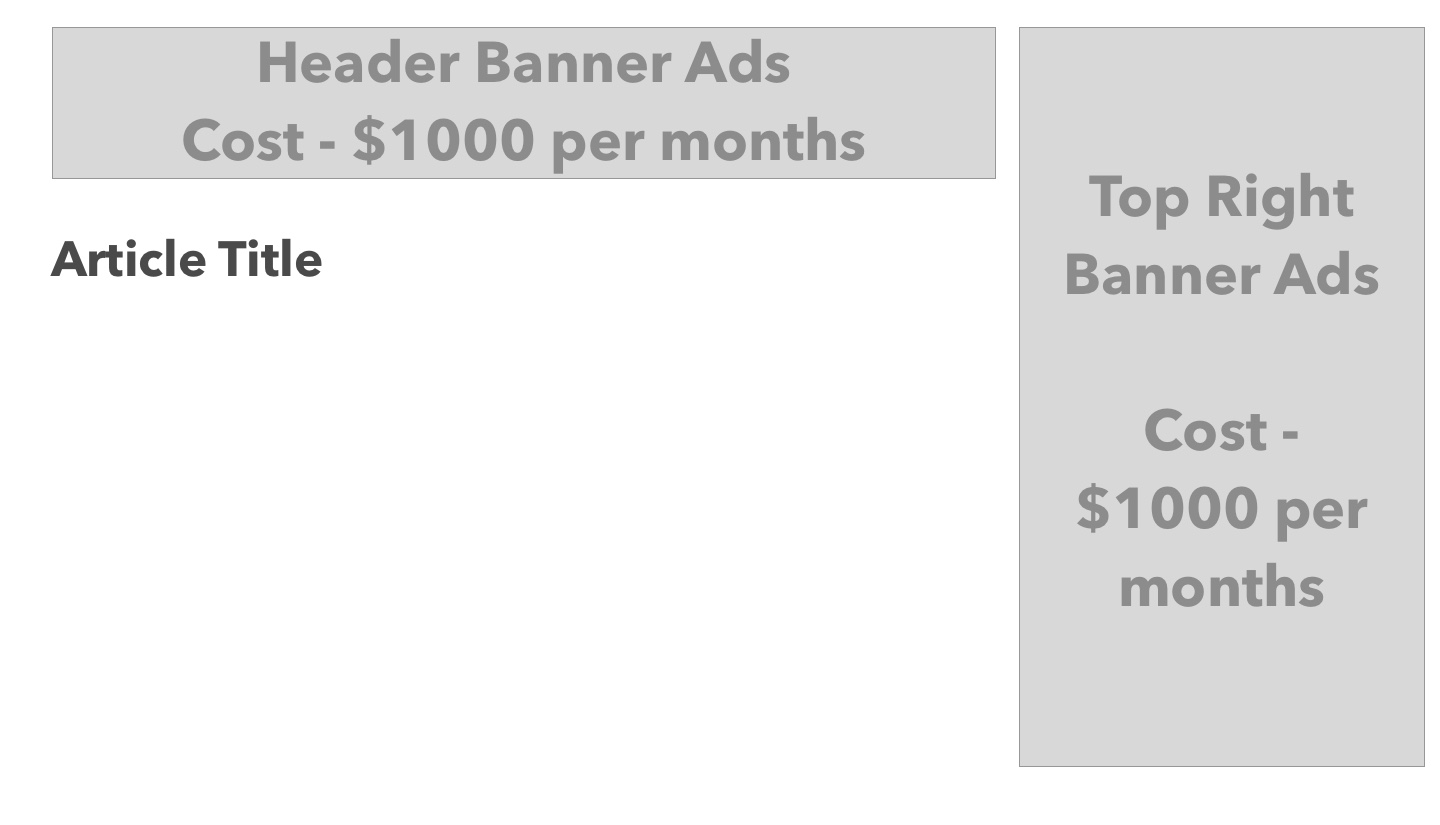 Header Banner Ads
Cost - $1000 per months
Article Title
Top Right
Banner Ads
Cost -
$1000 per
months